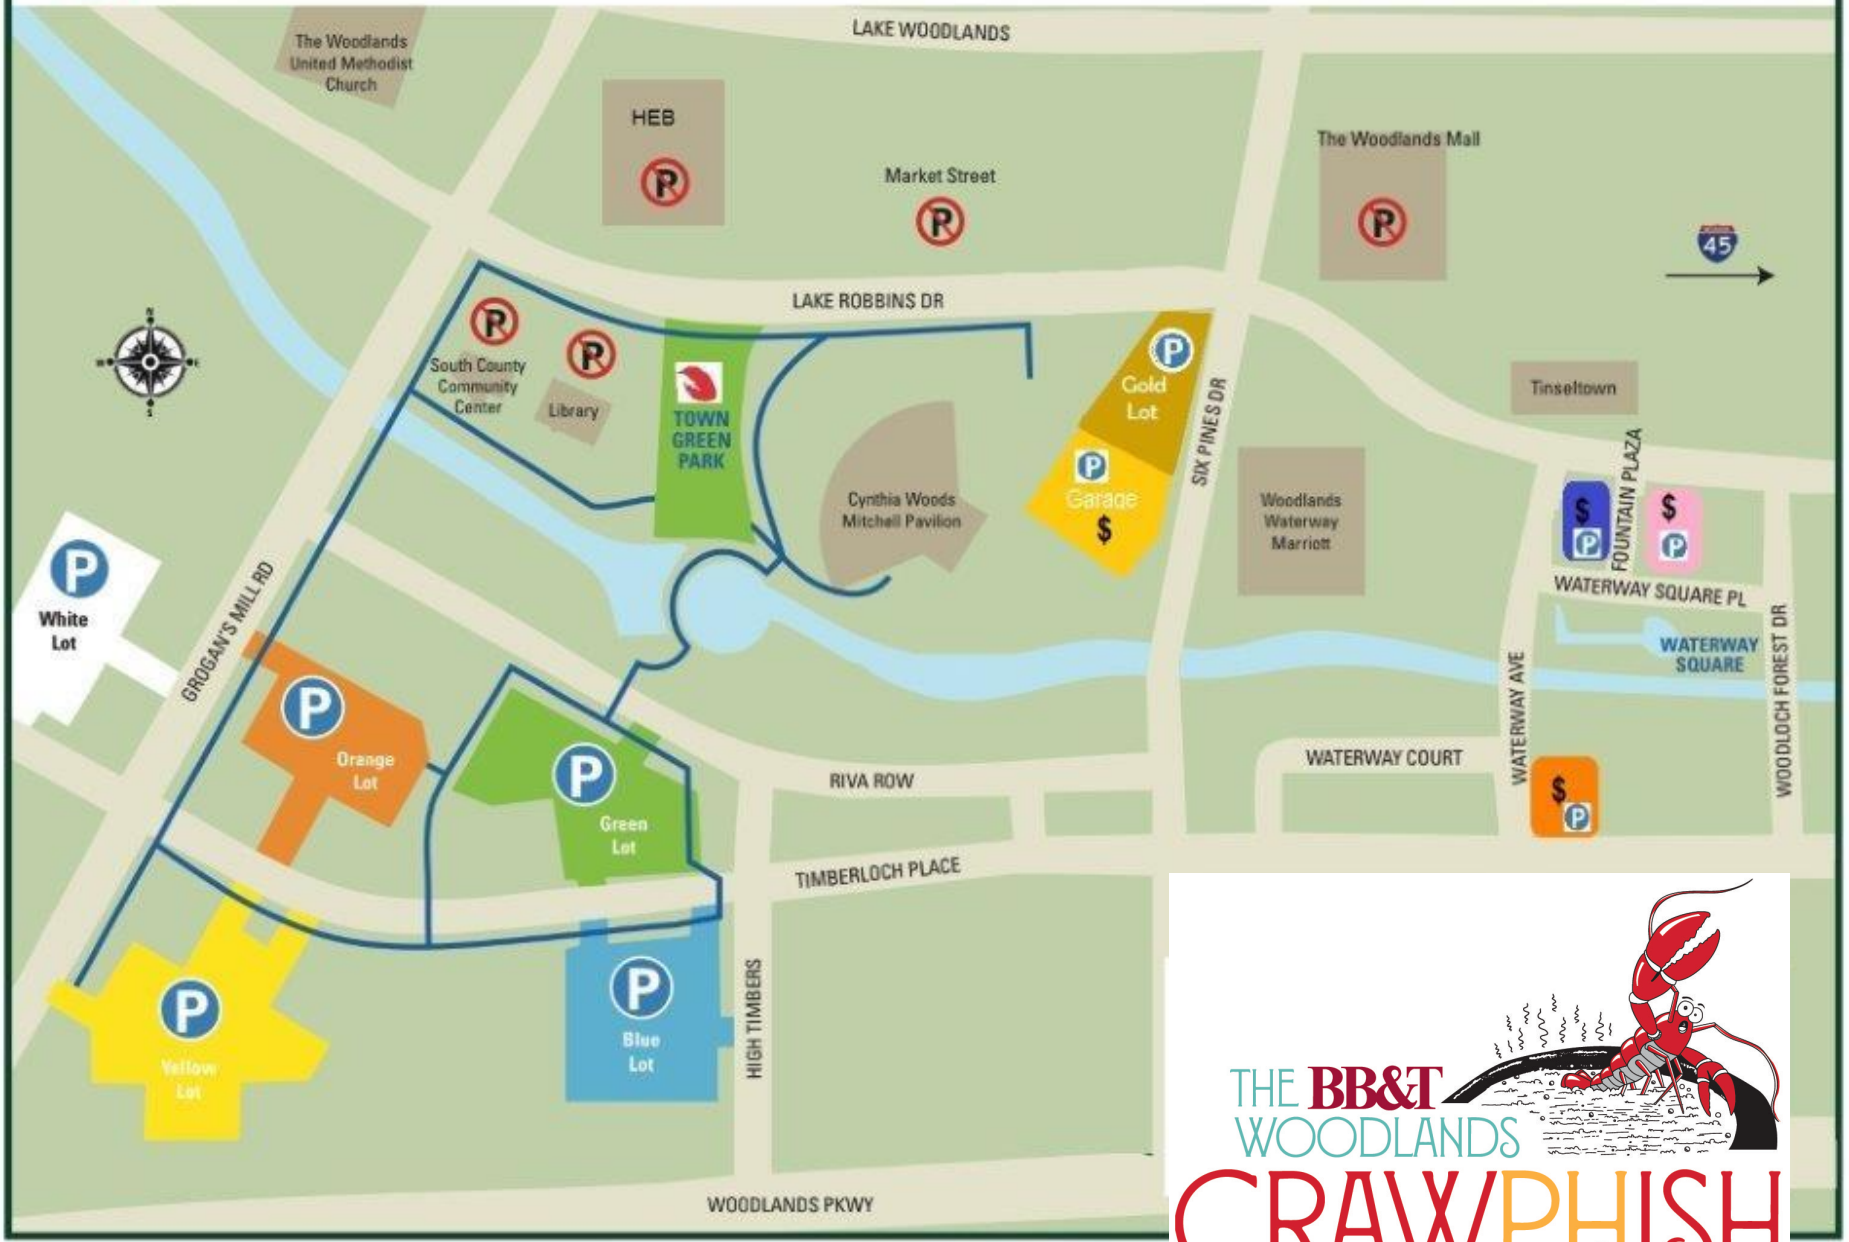 LAKE WOODLANDS
The Woodlands
United Methodist
Church
HEB
P
Market Street
P
The Woodlands Mall
P
45
LAKE ROBBINS DR
N
W
E
S
P
South County
Community
Center
P
Library
TOWN
GREEN
PARK
Cynthia Woods
Mitchell Pavilion
P
Gold
Lot
P
Garage
$
SIX PINES DR
Woodlands
Waterway
Marriott
Tinseltown
$
P
FOUNTAIN PLAZA
$
P
WATERWAY SQUARE PL
WATERWAY
SQUARE
WOODLOCH FOREST DR
WATERWAY AVE
WATERWAY COURT
$
P
P
White
Lot
GROGAN'S MILL RD
P
Orange
Lot
P
Green
Lot
RIVA ROW
TIMBERLOCH PLACE
P
Yellow
Lot
P
Blue
Lot
HIGH TIMBERS
WOODLANDS PKWY
THE BB&T
WOODLANDS
CRAWPHISH